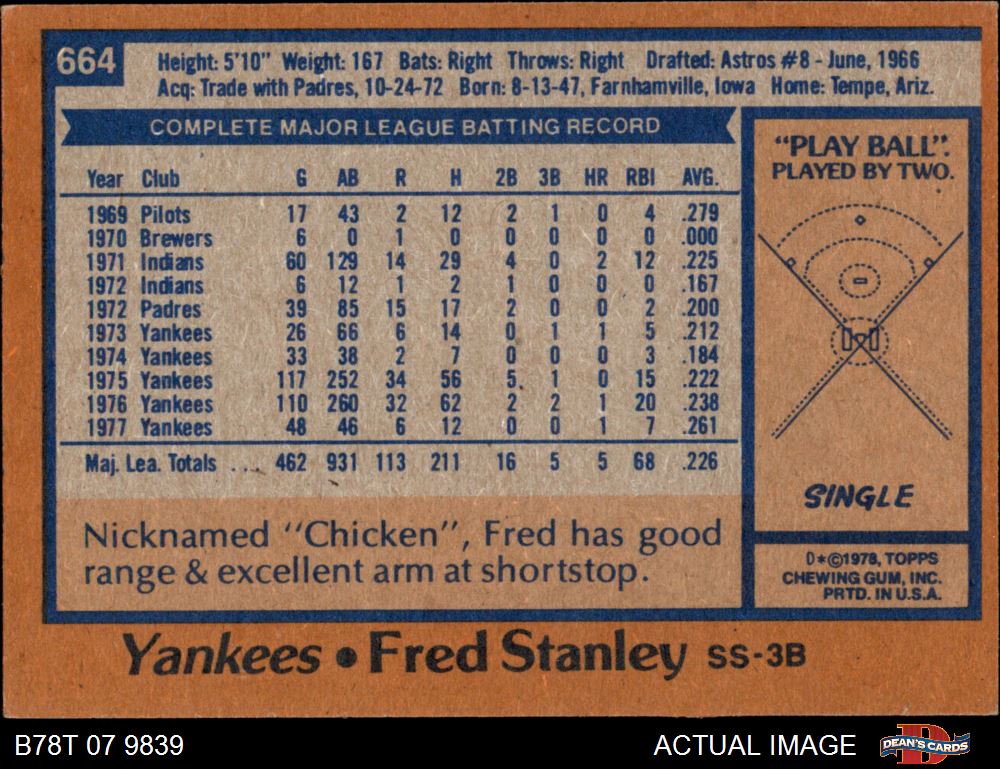 664
Height: 5'10" Weight: 167 Bats: Right Throws: Right Drafted: Astros #8 - June, 1966
Acq: Trade with Padres, 10-24-72 Born: 8-13-47, Farnhamville, Iowa Home: Tempe, Ariz.
COMPLETE MAJOR LEAGUE BATTING RECORD
Year Club G AB R H 2B 3B HR RBI AVG.
1969 Pilots 17 43 2 12 2 1 0 4 .279
1970 Brewers 6 0 1 0 0 0 0 0 .000
1971 Indians 60 129 14 29 4 0 2 12 .225
1972 Indians 6 12 1 2 1 0 0 0 .167
1972 Padres 39 85 15 17 2 0 0 2 .200
1973 Yankees 26 66 6 14 0 1 1 5 .212
1974 Yankees 33 38 2 7 0 0 0 3 .184
1975 Yankees 117 252 34 56 5 1 0 15 .222
1976 Yankees 110 260 32 62 2 2 1 20 .238
1977 Yankees 48 46 6 12 0 0 1 7 .261
Maj. Lea. Totals .... 462 931 113 211 16 5 5 68 .226
Nicknamed "Chicken", Fred has good
range & excellent arm at shortstop.
"PLAY BALL".
PLAYED BY TWO.
SINGLE
D*©1978, TOPPS
CHEWING GUM, INC.
PRTD. IN U.S.A.
Yankees • Fred Stanley SS-3B
B78T 07 9839
ACTUAL IMAGE
D
DEAN'S CARDS